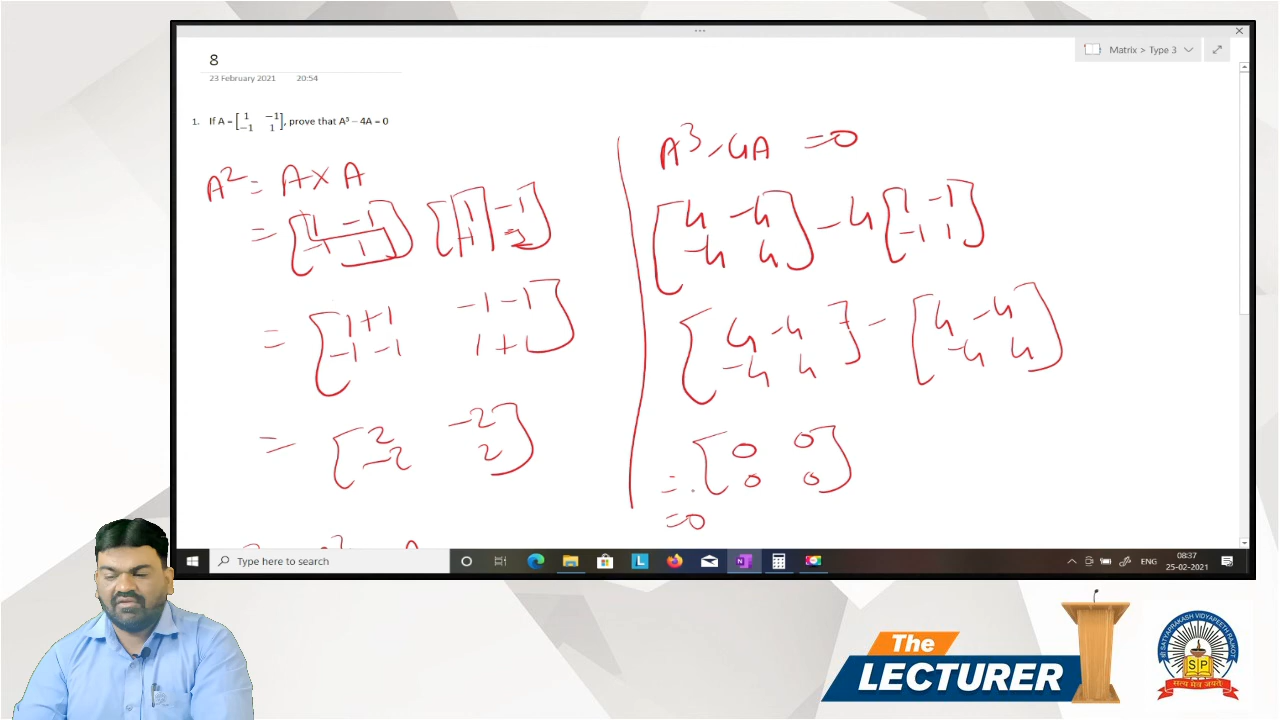 8
Matrix > Type 3
23 February 2021 20:54
1. If A = [1 −1
−1 1], prove that A³ − 4A = 0
A² = A × A
= [1 −1
−1 1] [1 −1
−1
= [1+1 −1−1
−1−1 1+1]
= [2 −2
−2 2]
A³ - 4A = 0
[4 −4
−4 4] − 4 [1 −1
−1 1]
[4 −4
−4 4] − [4 −4
−4 4]
= [0 0
0 0]
= 0
Type here to search
ENG
08:37
25-02-2021
The
LECTURER
SP
सत्य मेव जयते